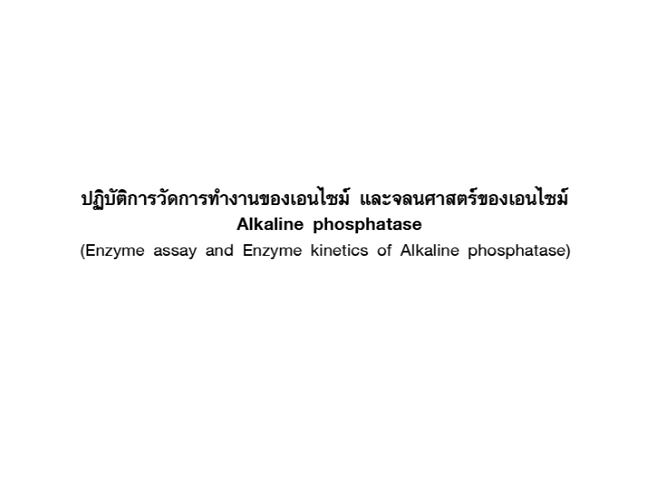 ปฏิบัติการวัดการทำงานของเอนไซม์ และจลนศาสตร์ของเอนไซม์
Alkaline phosphatase
(Enzyme assay and Enzyme kinetics of Alkaline phosphatase)